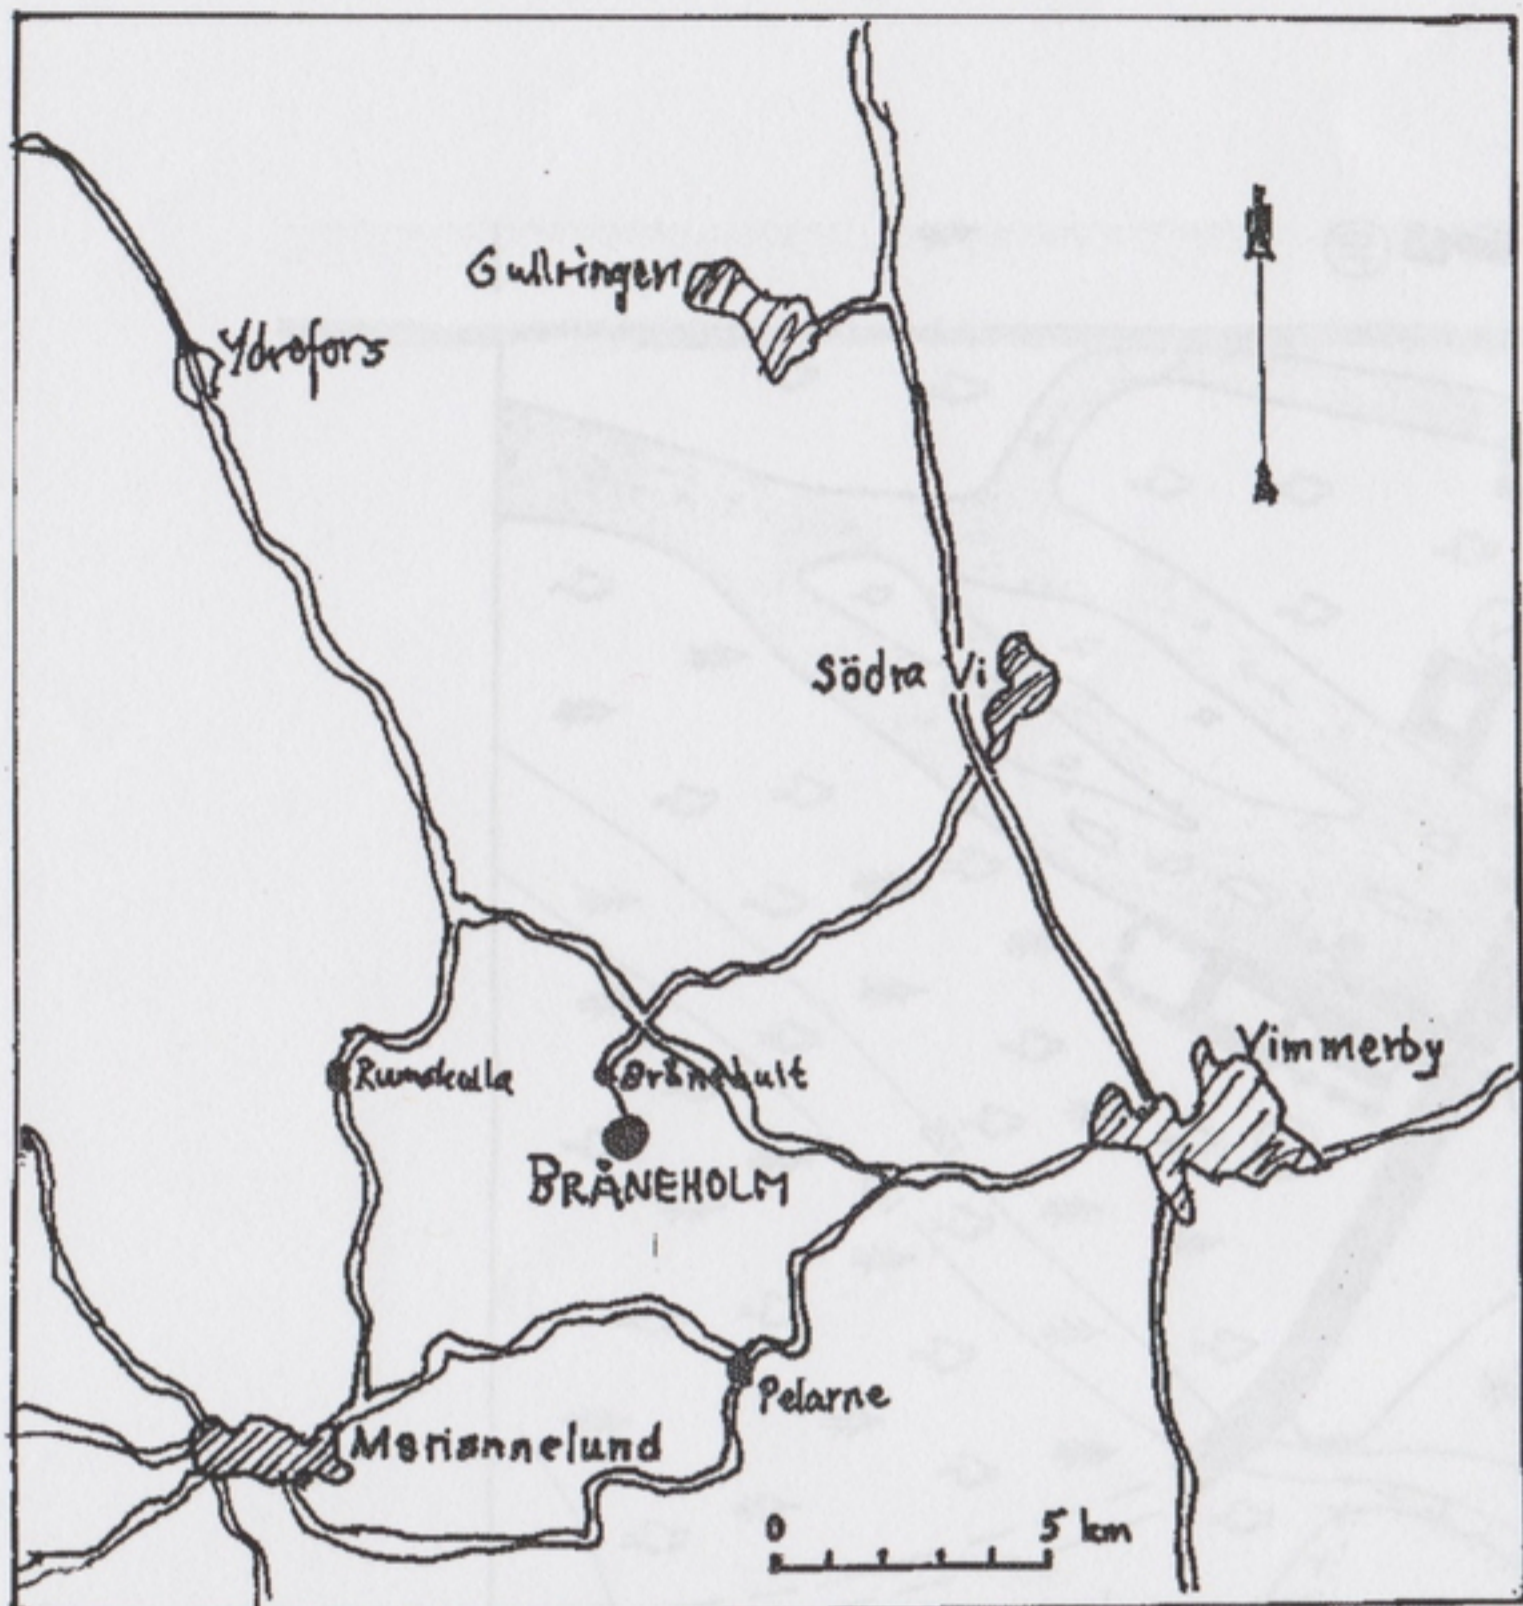 Gullringen
Ydrefors
Södra Vi
Vimmerby
Rumskulla
Brånehult
BRÅNEHOLM
Pelarne
Mariannelund
0 5 km